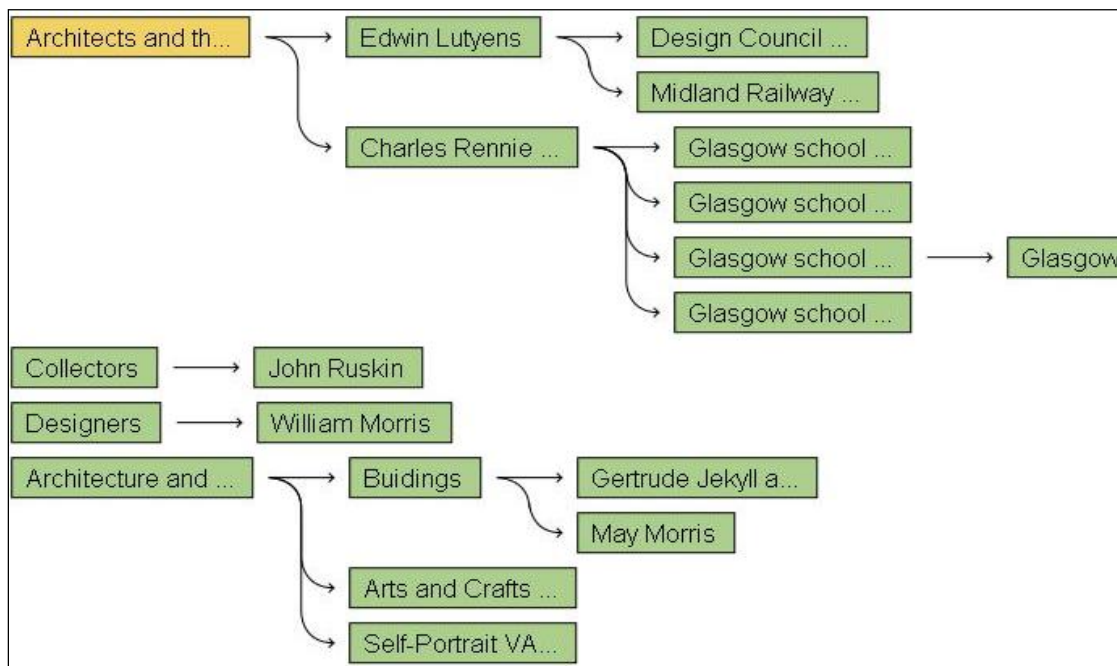 Architects and th... Edwin Lutyens Design Council ...
Midland Railway ...
Charles Rennie ... Glasgow school ...
Glasgow school ...
Glasgow school ... Glasgow
Glasgow school ...
Collectors John Ruskin
Designers William Morris
Architecture and ... Buidings Gertrude Jekyll a...
May Morris
Arts and Crafts ...
Self-Portrait VA...